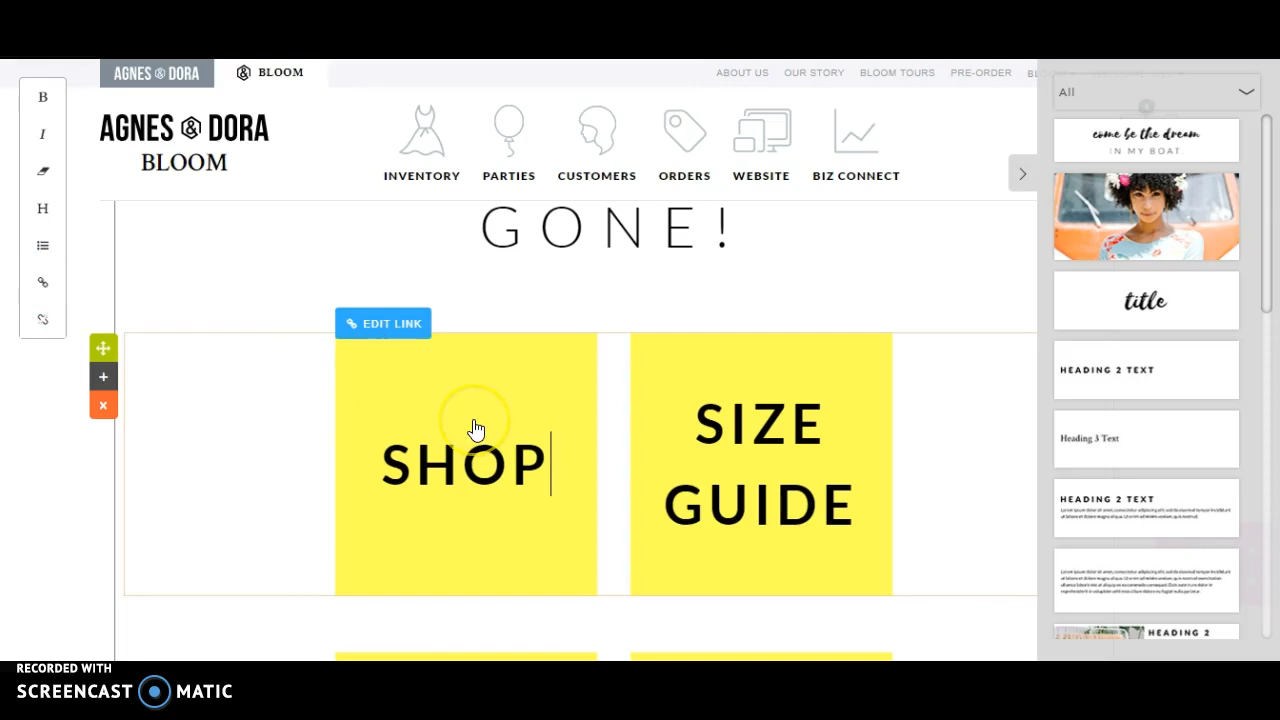 AGNES & DORA
& BLOOM
ABOUT US
OUR STORY
BLOOM TOURS
PRE-ORDER
All
B
I
H
AGNES & DORA
BLOOM
INVENTORY
PARTIES
CUSTOMERS
ORDERS
WEBSITE
BIZ CONNECT
GONE!
EDIT LINK
+
x
SHOP
SIZE
GUIDE
come be the dream
IN MY BOAT.
title
HEADING 2 TEXT
Heading 3 Text
HEADING 2 TEXT
HEADING 2
RECORDED WITH
SCREENCAST MATIC